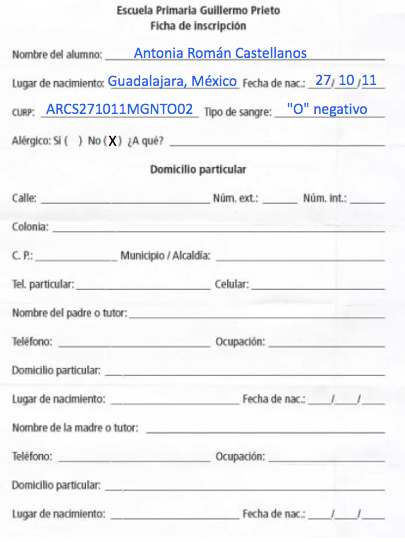 Escuela Primaria Guillermo Prieto
Ficha de inscripción
Nombre del alumno: Antonia Román Castellanos
Lugar de nacimiento: Guadalajara, México Fecha de nac.: 27/ 10 /11
CURP: ARCS271011MGNTO02 Tipo de sangre: "O" negativo
Alérgico: Sí ( ) No (X) ¿A qué?
Domicilio particular
Calle: Núm. ext.: Núm. int.:
Colonia:
C. P.: Municipio / Alcaldía:
Tel. particular: Celular:
Nombre del padre o tutor:
Teléfono: Ocupación:
Domicilio particular:
Lugar de nacimiento: Fecha de nac.: / /
Nombre de la madre o tutor:
Teléfono: Ocupación:
Domicilio particular:
Lugar de nacimiento: Fecha de nac.: / /